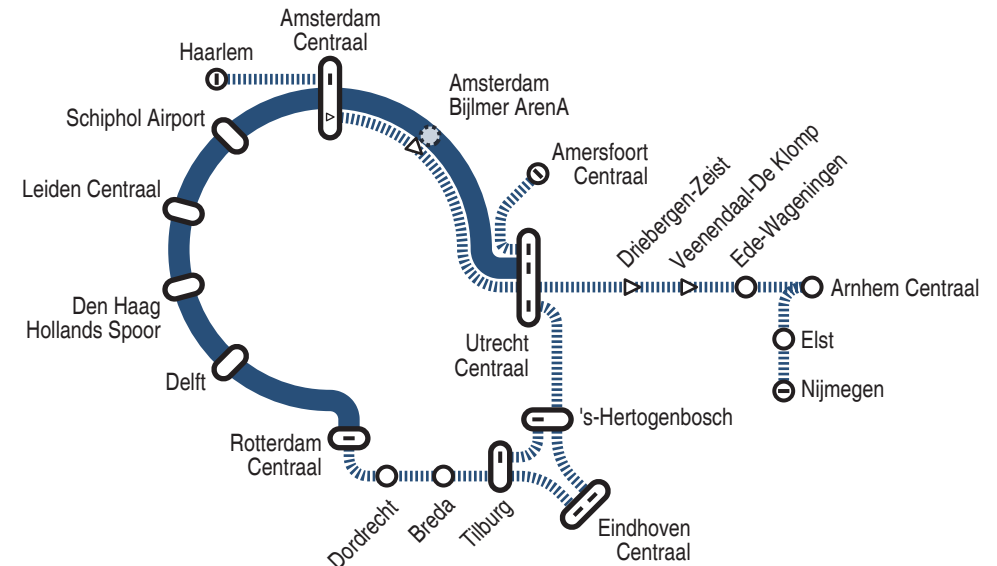 Amsterdam
Centraal
Haarlem
Amsterdam
Bijlmer ArenA
Schiphol Airport
Amersfoort
Centraal
Leiden Centraal
Driebergen-Zeist
Veenendaal-De Klomp
Ede-Wageningen
Arnhem Centraal
Den Haag
Hollands Spoor
Utrecht
Centraal
Elst
Delft
Nijmegen
's-Hertogenbosch
Rotterdam
Centraal
Dordrecht
Breda
Tilburg
Eindhoven
Centraal